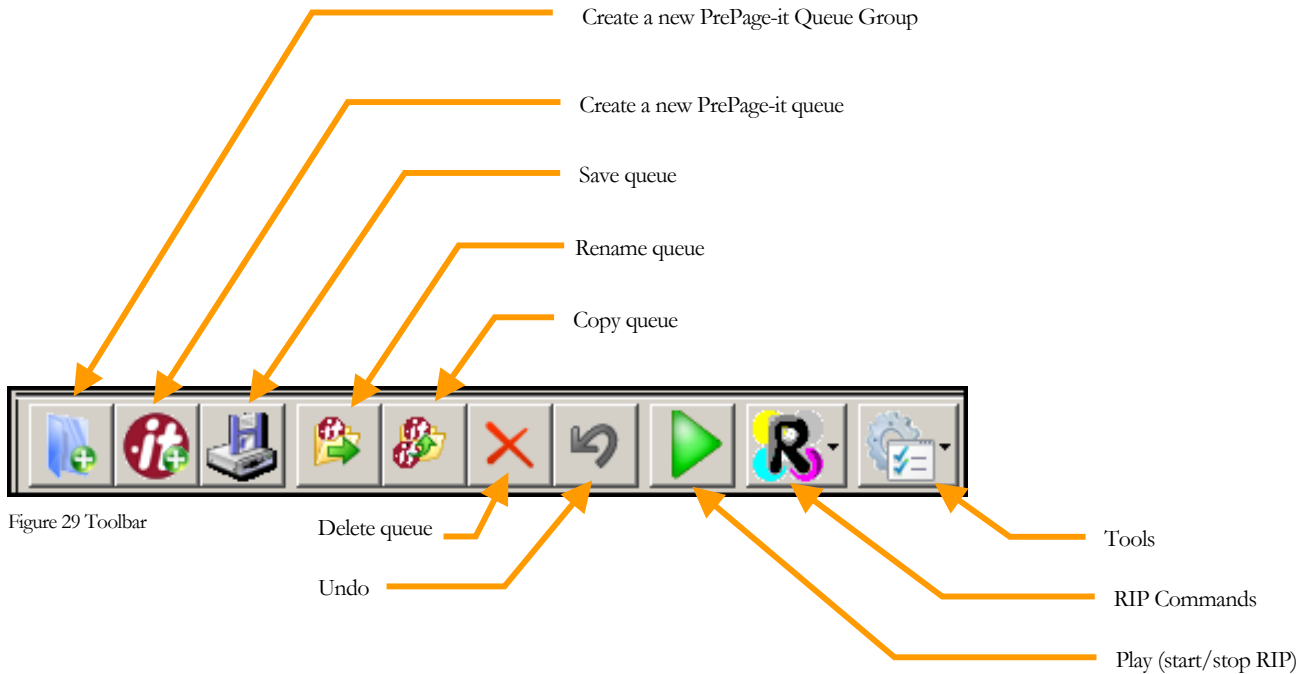 Create a new PrePage-it Queue Group
Create a new PrePage-it queue
Save queue
Rename queue
Copy queue
·it
R
Figure 29 Toolbar
Delete queue
Tools
Undo
RIP Commands
Play (start/stop RIP)